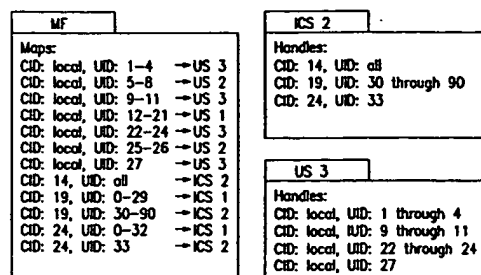 MF
Maps:
CID: local, UID: 1-4 →US 3
CID: local, UID: 5-8 →US 2
CID: local, UID: 9-11 →US 3
CID: local, UID: 12-21 →US 1
CID: local, UID: 22-24 →US 3
CID: local, UID: 25-26 →US 2
CID: local, UID: 27 →US 3
CID: 14, UID: all →ICS 2
CID: 19, UID: 0-29 →ICS 1
CID: 19, UID: 30-90 →ICS 2
CID: 24, UID: 0-32 →ICS 1
CID: 24, UID: 33 →ICS 2
ICS 2
Handles:
CID: 14, UID: all
CID: 19, UID: 30 through 90
CID: 24, UID: 33
US 3
Handles:
CID: local, UID: 1 through 4
CID: local, IUD: 9 through 11
CID: local, UID: 22 through 24
CID: local, UID: 27